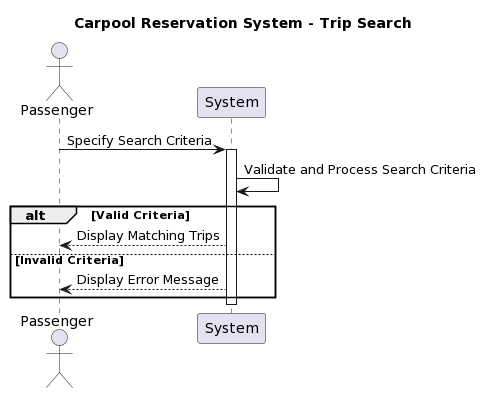 Carpool Reservation System - Trip Search
Passenger
System
Specify Search Criteria
Validate and Process Search Criteria
alt [Valid Criteria]
Display Matching Trips
[Invalid Criteria]
Display Error Message
Passenger
System